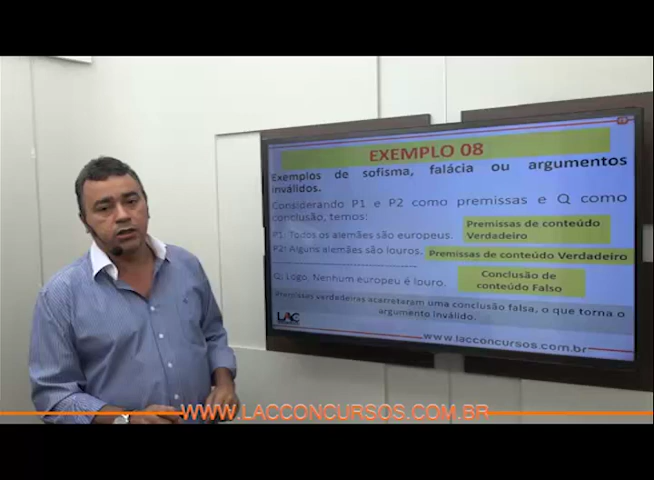 EXEMPLO 08
Exemplos de sofisma, falácia ou argumentos
inválidos.
Considerando P1 e P2 como premissas e Q como
conclusão, temos:
P1: Todos os alemães são europeus.
Premissas de conteúdo
Verdadeiro
P2: Alguns alemães são louros.
Premissas de conteúdo Verdadeiro
Q: Logo, Nenhum europeu é louro.
Conclusão de
conteúdo Falso
Premissas verdadeiras acarretaram uma conclusão falsa, o que torna o
argumento inválido.
LAC
www.lacconcursos.com.br
WWW.LACCONCURSOS.COM.BR